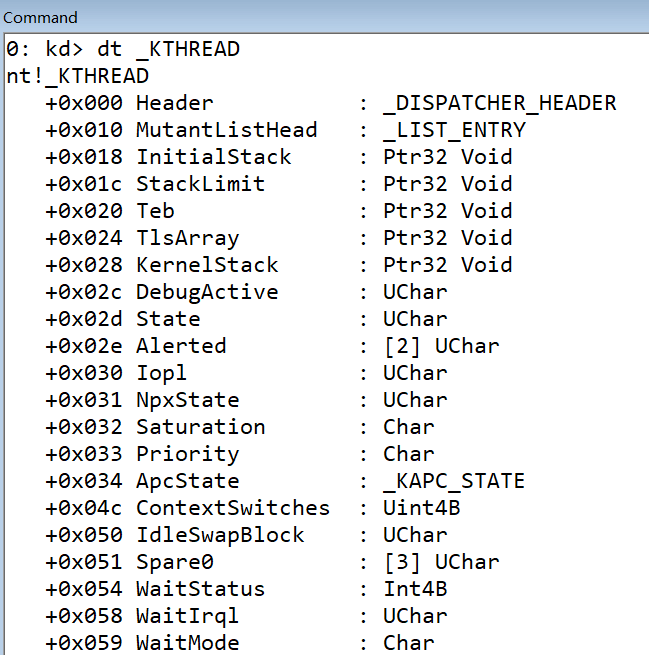 Command
0: kd> dt _KTHREAD
nt!_KTHREAD
   +0x000 Header           : _DISPATCHER_HEADER
   +0x010 MutantListHead   : _LIST_ENTRY
   +0x018 InitialStack     : Ptr32 Void
   +0x01c StackLimit       : Ptr32 Void
   +0x020 Teb              : Ptr32 Void
   +0x024 TlsArray         : Ptr32 Void
   +0x028 KernelStack      : Ptr32 Void
   +0x02c DebugActive      : UChar
   +0x02d State            : UChar
   +0x02e Alerted          : [2] UChar
   +0x030 Iopl             : UChar
   +0x031 NpxState         : UChar
   +0x032 Saturation       : Char
   +0x033 Priority         : Char
   +0x034 ApcState         : _KAPC_STATE
   +0x04c ContextSwitches  : Uint4B
   +0x050 IdleSwapBlock    : UChar
   +0x051 Spare0           : [3] UChar
   +0x054 WaitStatus       : Int4B
   +0x058 WaitIrql         : UChar
   +0x059 WaitMode         : Char